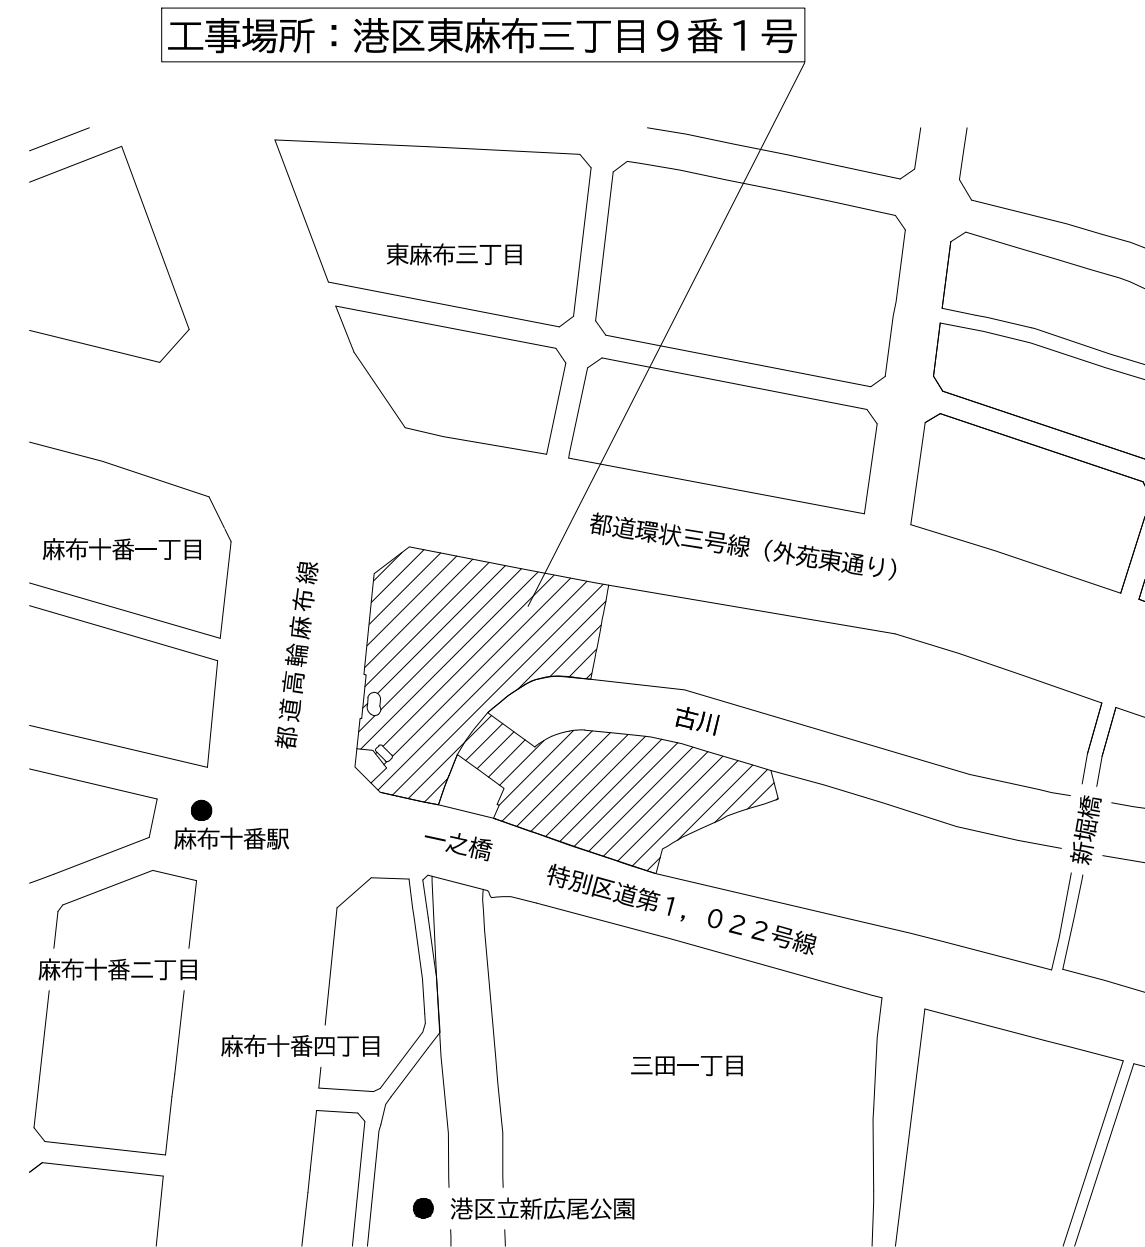 工事場所：港区東麻布三丁目９番１号
東麻布三丁目
都道環状三号線（外苑東通り）
麻布十番一丁目
都道高輪麻布線
古川
新堀橋
麻布十番駅
一之橋
特別区道第１，０２２号線
麻布十番二丁目
麻布十番四丁目
三田一丁目
港区立新広尾公園